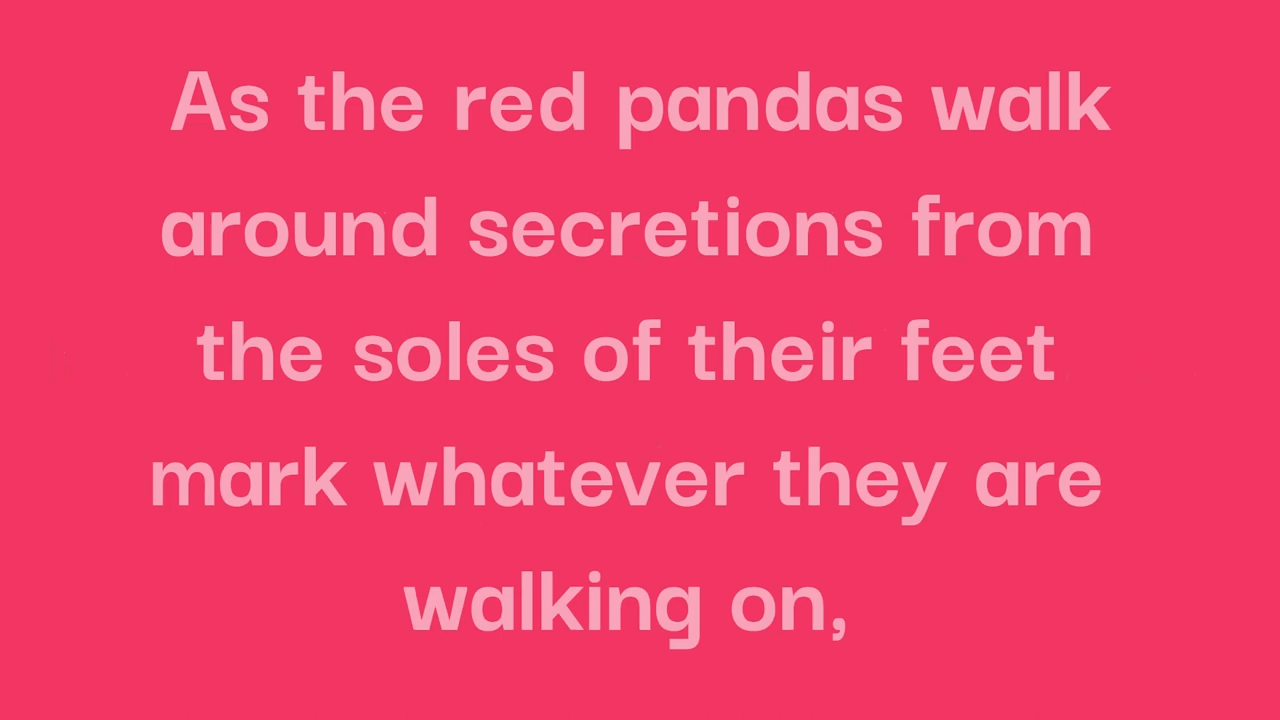 As the red pandas walk
around secretions from
the soles of their feet
mark whatever they are
walking on,